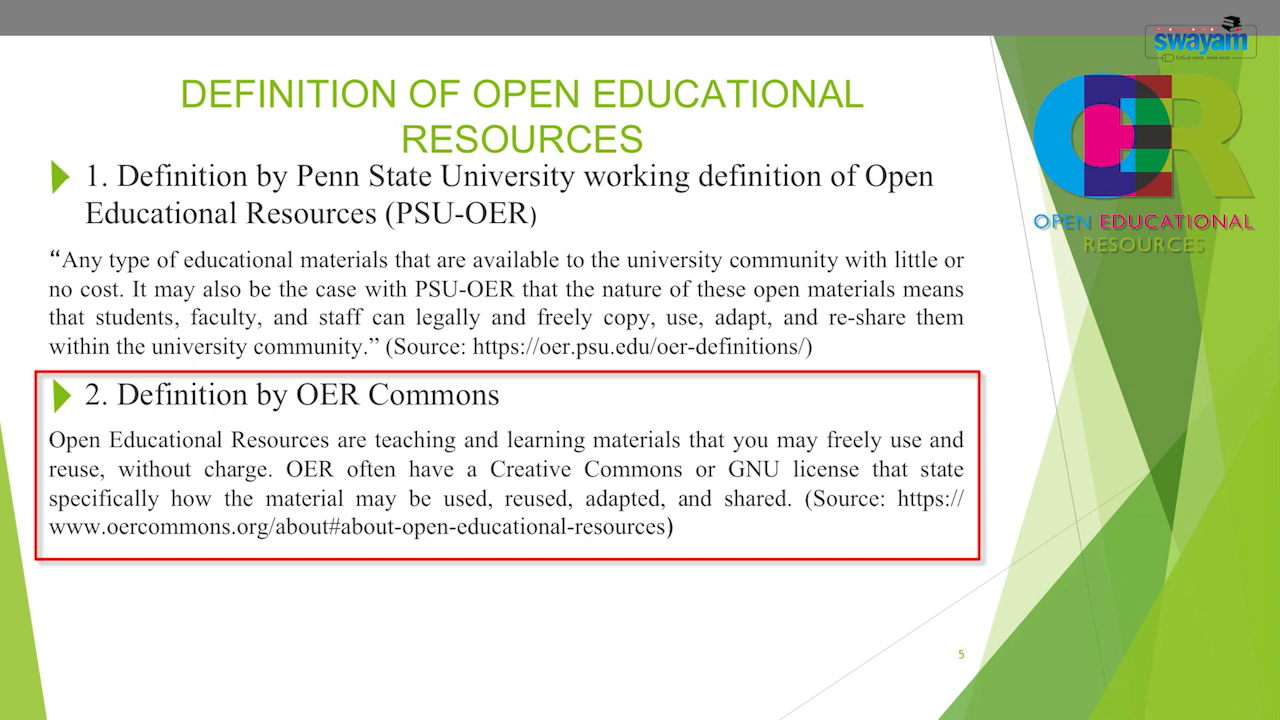 swayam
DEFINITION OF OPEN EDUCATIONAL
RESOURCES
1. Definition by Penn State University working definition of Open
Educational Resources (PSU-OER)
“Any type of educational materials that are available to the university community with little or
no cost. It may also be the case with PSU-OER that the nature of these open materials means
that students, faculty, and staff can legally and freely copy, use, adapt, and re-share them
within the university community.” (Source: https://oer.psu.edu/oer-definitions/)
2. Definition by OER Commons
Open Educational Resources are teaching and learning materials that you may freely use and
reuse, without charge. OER often have a Creative Commons or GNU license that state
specifically how the material may be used, reused, adapted, and shared. (Source: https://
www.oercommons.org/about#about-open-educational-resources)
OER
OPEN EDUCATIONAL
RESOURCES
5